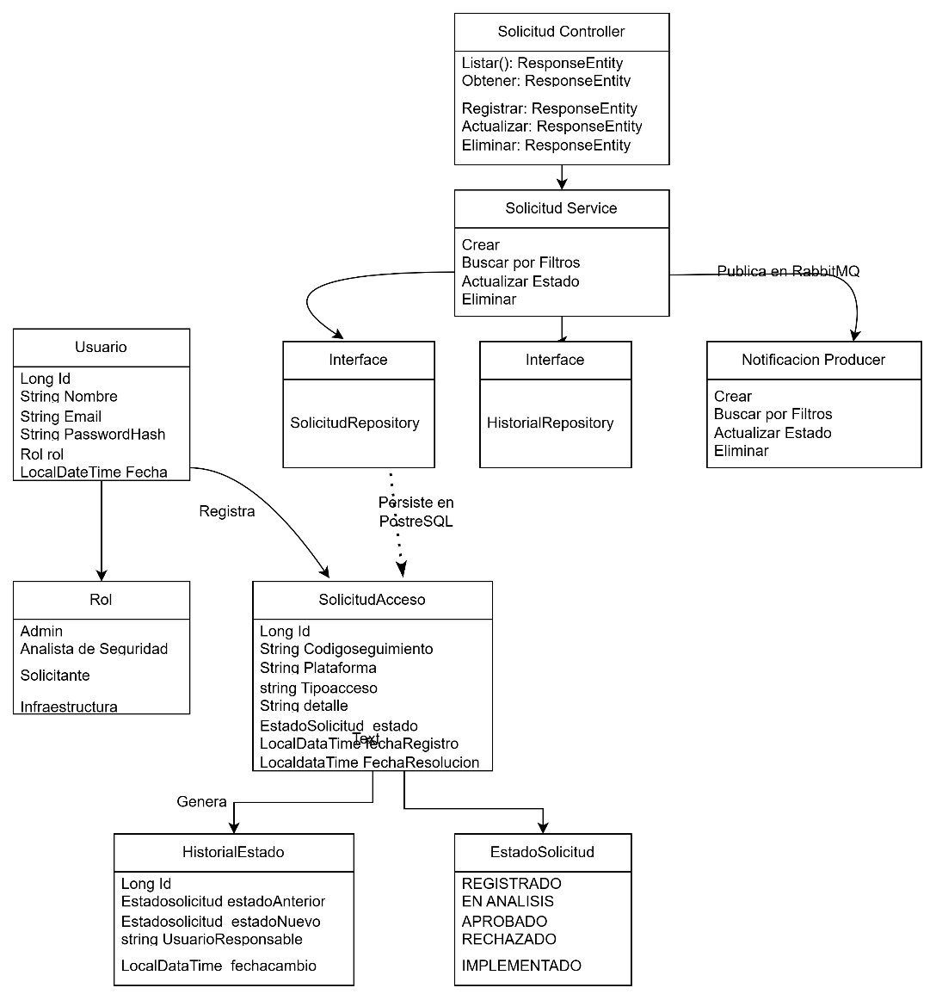 Solicitud Controller
Listar(): ResponseEntity
Obtener: ResponseEntity
Registrar: ResponseEntity
Actualizar: ResponseEntity
Eliminar: ResponseEntity
Solicitud Service
Crear
Buscar por Filtros
Actualizar Estado
Eliminar
Publica en RabbitMQ
Usuario
Long Id
String Nombre
String Email
String PasswordHash
Rol rol
LocalDateTime Fecha
Interface
SolicitudRepository
Interface
HistorialRepository
Notificacion Producer
Crear
Buscar por Filtros
Actualizar Estado
Eliminar
Registra
Persiste en
PostreSQL
Rol
Admin
Analista de Seguridad
Solicitante
Infraestructura
SolicitudAcceso
Long Id
String Codigoseguimiento
String Plataforma
string Tipoacceso
String detalle
EstadoSolicitud  estado
Text
LocalDataTime fechaRegistro
LocaldataTime FechaResolucion
Genera
HistorialEstado
Long Id
Estadosolicitud estadoAnterior
Estadosolicitud  estadoNuevo
string UsuarioResponsable
LocalDataTime  fechacambio
EstadoSolicitud
REGISTRADO
EN ANALISIS
APROBADO
RECHAZADO
IMPLEMENTADO